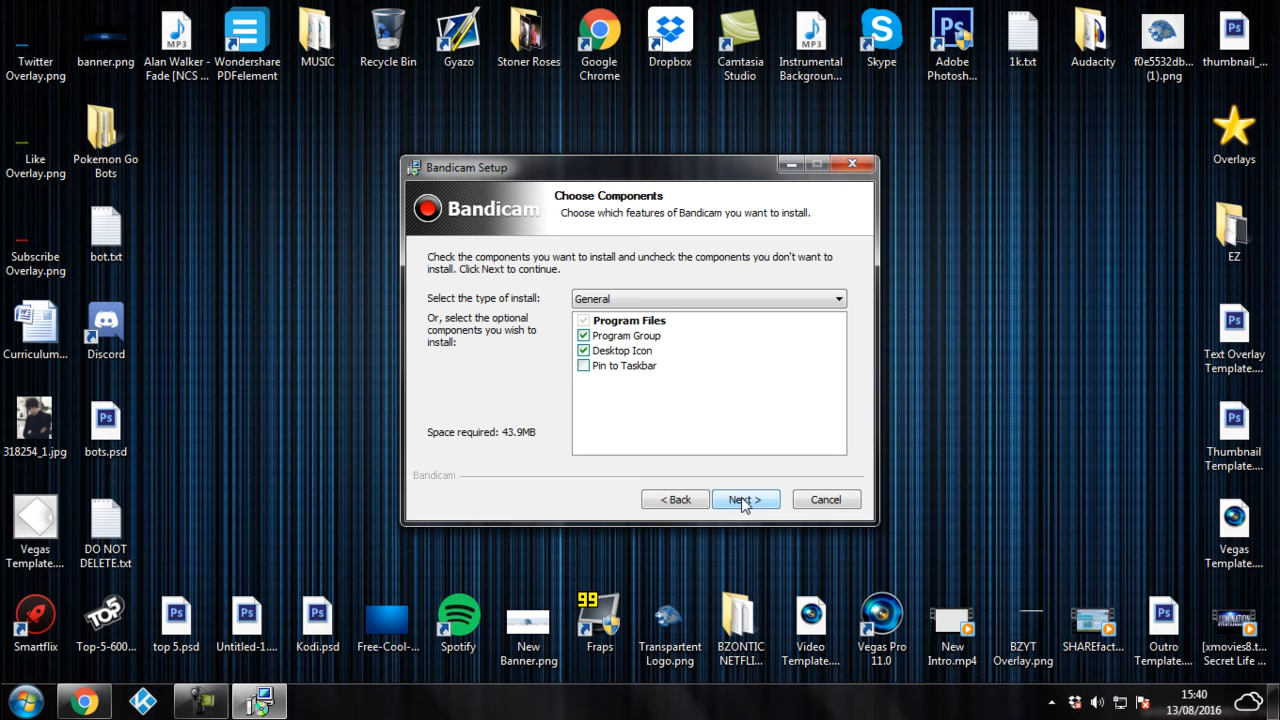 Twitter
Overlay.png
banner.png
Alan Walker -
Fade [NCS ...
Wondershare
PDFelement
MUSIC
Recycle Bin
Gyazo
Stoner Roses
Google
Chrome
Dropbox
Camtasia
Studio
Instrumental
Backgroun...
Skype
Adobe
Photosh...
1k.txt
Audacity
f0e5532db...
(1).png
thumbnail_...
Like
Overlay.png
Pokemon Go
Bots
Overlays
Subscribe
Overlay.png
bot.txt
EZ
Curriculum...
Discord
Text Overlay
Template....
318254_1.jpg
bots.psd
Thumbnail
Template....
Vegas
Template....
DO NOT
DELETE.txt
Vegas
Template....
Bandicam Setup
Bandicam
Choose Components
Choose which features of Bandicam you want to install.
Check the components you want to install and uncheck the components you don't want to
install. Click Next to continue.
Select the type of install:
General
Or, select the optional
components you wish to
install:
Program Files
Program Group
Desktop Icon
Pin to Taskbar
Space required: 43.9MB
Bandicam
< Back
Next >
Cancel
Smartflix
Top-5-600...
top 5.psd
Untitled-1....
Kodi.psd
Free-Cool-...
Spotify
New
Banner.png
99
Fraps
Transpartent
Logo.png
BZONTIC
NETFLI...
Video
Template....
Vegas Pro
11.0
New
Intro.mp4
BZYT
Overlay.png
SHAREfact...
Outro
Template....
[xmovies8.t...
Secret Life ...
15:40
13/08/2016